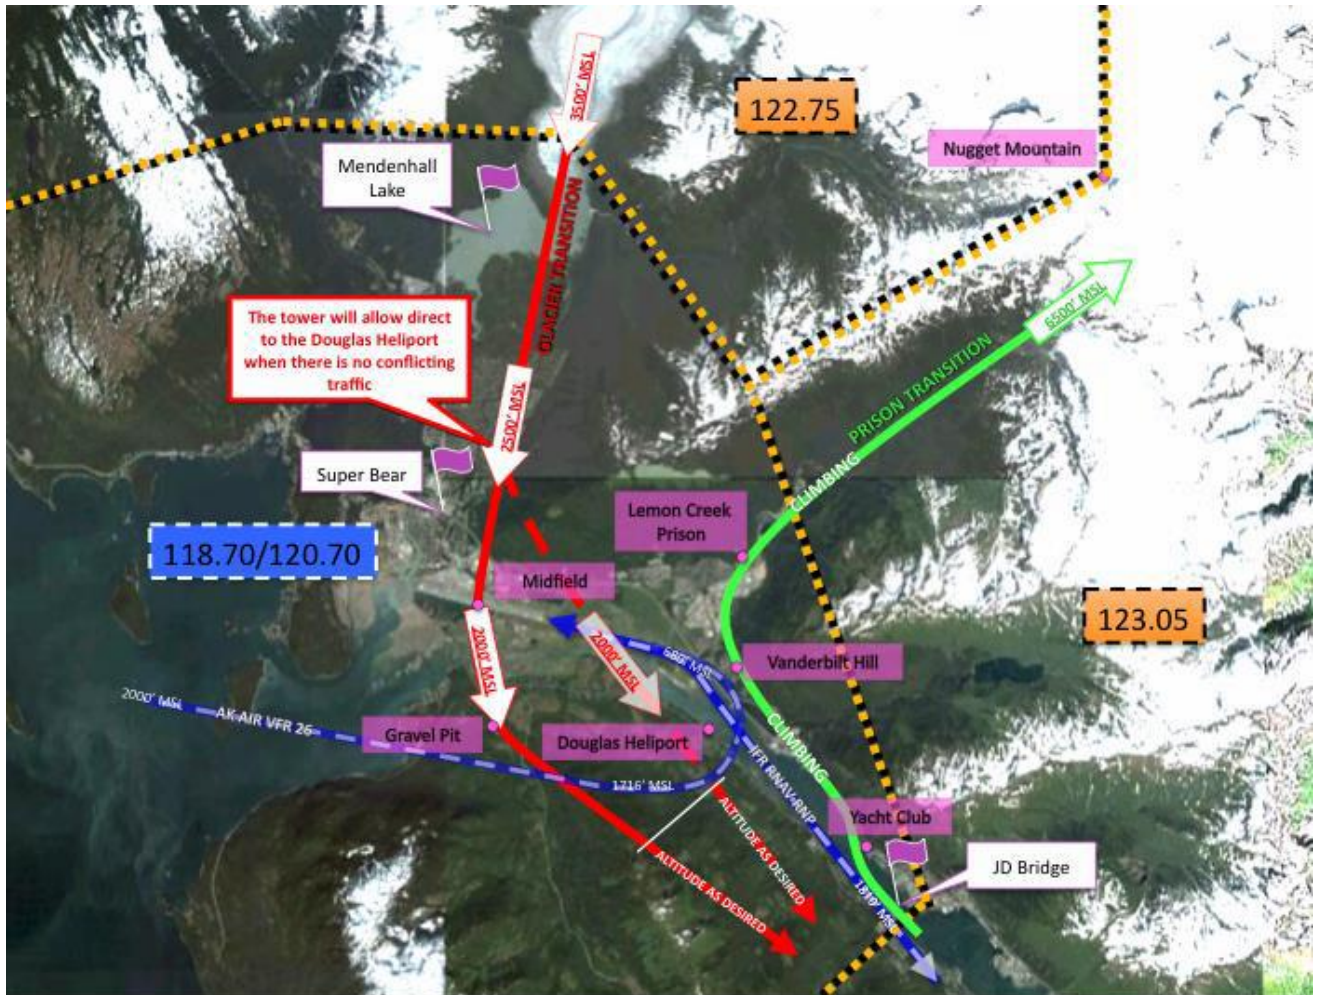 3500' MSL
122.75
Nugget Mountain
Mendenhall
Lake
GLACIER TRANSITION
6500' MSL
The tower will allow direct
to the Douglas Heliport
when there is no conflicting
traffic
PRISON TRANSITION
2500' MSL
Super Bear
CLIMBING
Lemon Creek
Prison
118.70/120.70
Midfield
123.05
2000' MSL
2000' MSL
680' MSL
Vanderbilt Hill
2000' MSL
AK AIR VFR 26
Gravel Pit
Douglas Heliport
CLIMBING
IFR RNAV-RNP
1716' MSL
ALTITUDE AS DESIRED
Yacht Club
ALTITUDE AS DESIRED
JD Bridge
1819' MSL